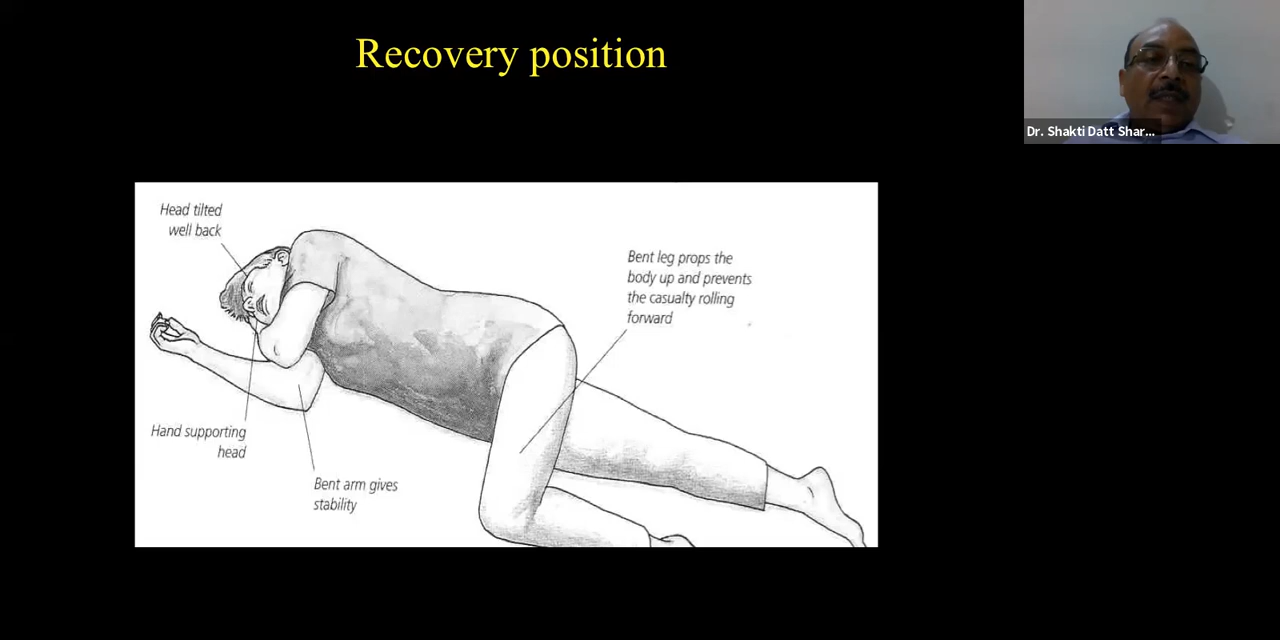 Recovery position
Dr. Shakti Datt Shar...
Head tilted
well back
Bent leg props the
body up and prevents
the casualty rolling
forward
Hand supporting
head
Bent arm gives
stability